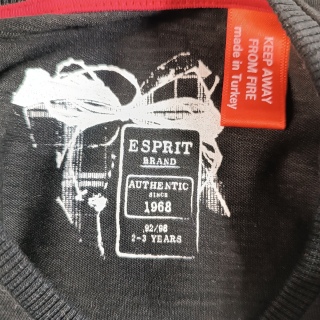 KEEP AWAY
FROM FIRE
made in Turkey
ESPRIT
BRAND
AUTHENTIC
since
1968
92/98
2-3 YEARS